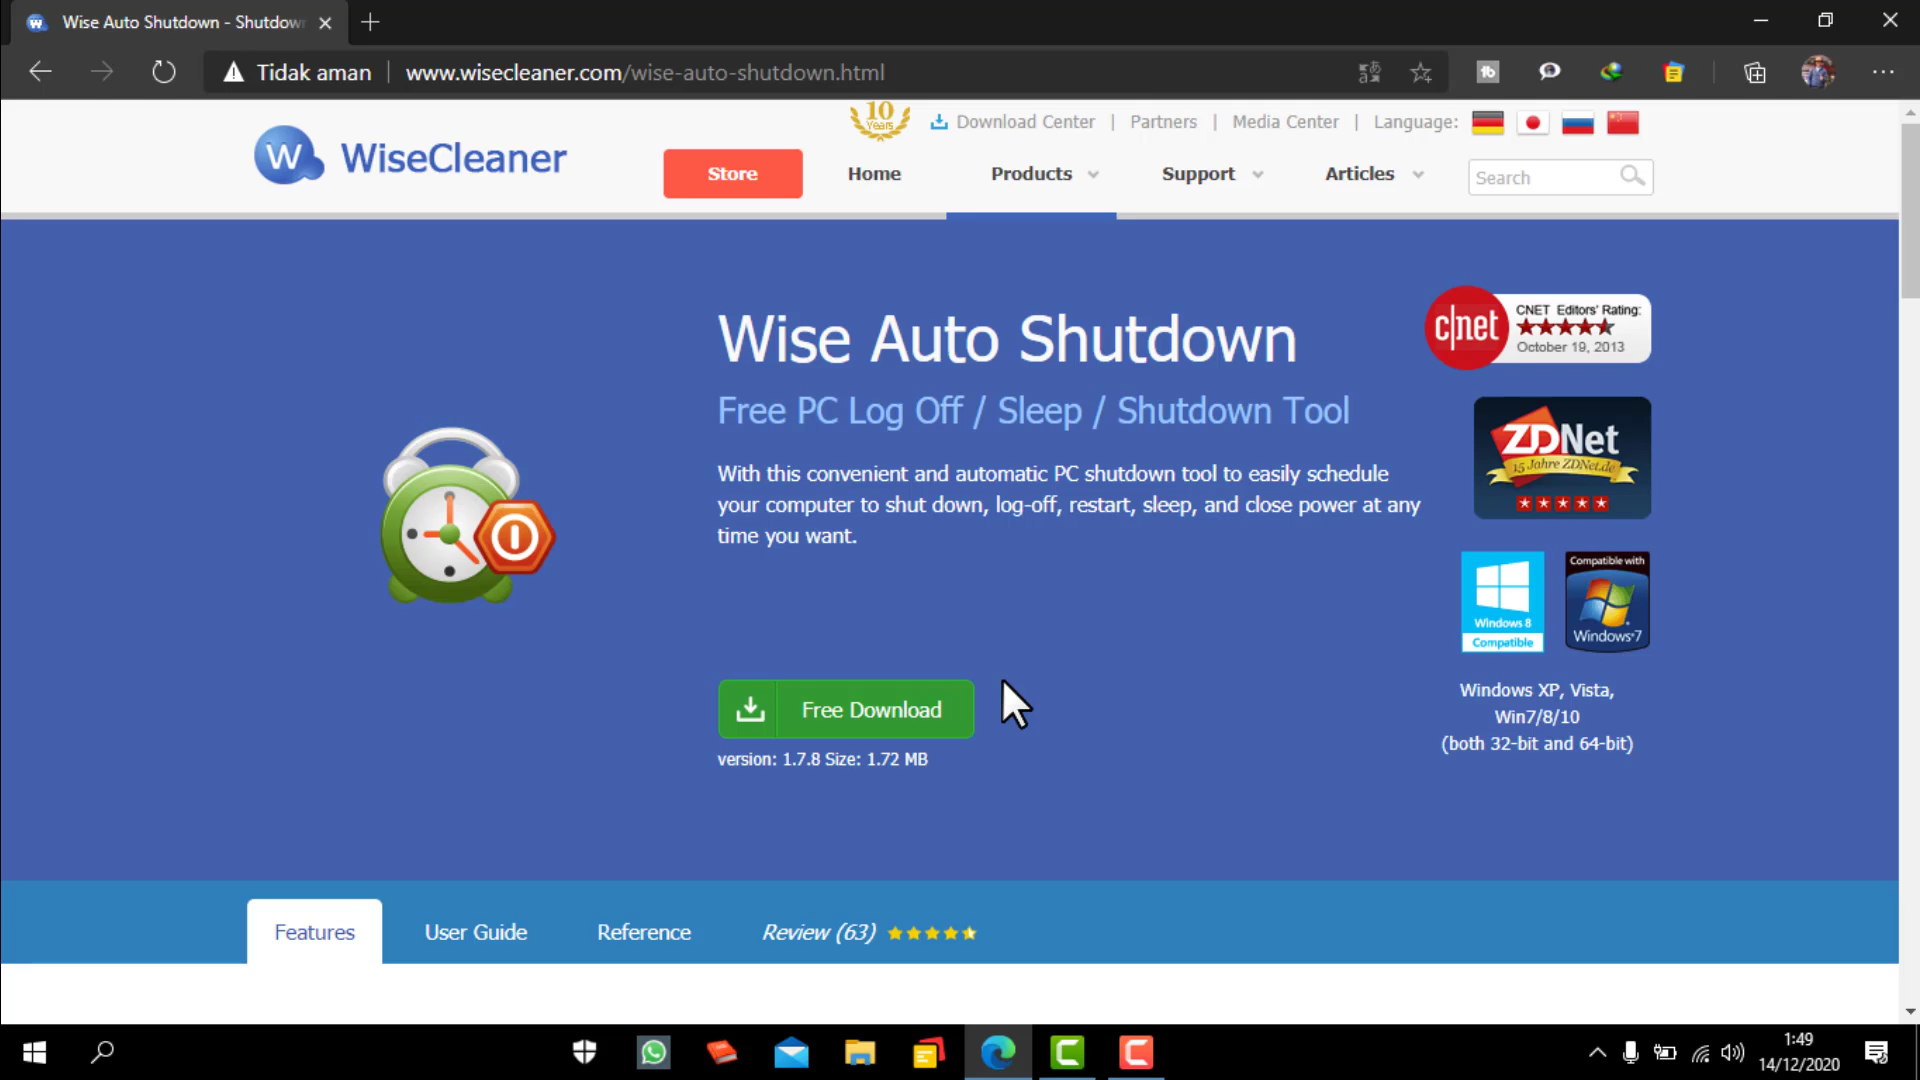 Wise Auto Shutdown - Shutdow
Tidak aman
www.wisecleaner.com/wise-auto-shutdown.html
10
Years
Download Center | Partners | Media Center | Language:
W WiseCleaner
Store
Home
Products
Support
Articles
Search
Wise Auto Shutdown
Free PC Log Off / Sleep / Shutdown Tool
With this convenient and automatic PC shutdown tool to easily schedule
your computer to shut down, log-off, restart, sleep, and close power at any
time you want.
c|net
CNET Editors' Rating:
October 19, 2013
ZDNet
15 Jahre ZDNet.de
Windows 8
Compatible
Compatible with
Windows 7
Windows XP, Vista,
Win7/8/10
(both 32-bit and 64-bit)
Free Download
version: 1.7.8 Size: 1.72 MB
Features
User Guide
Reference
Review (63)
1:49
14/12/2020